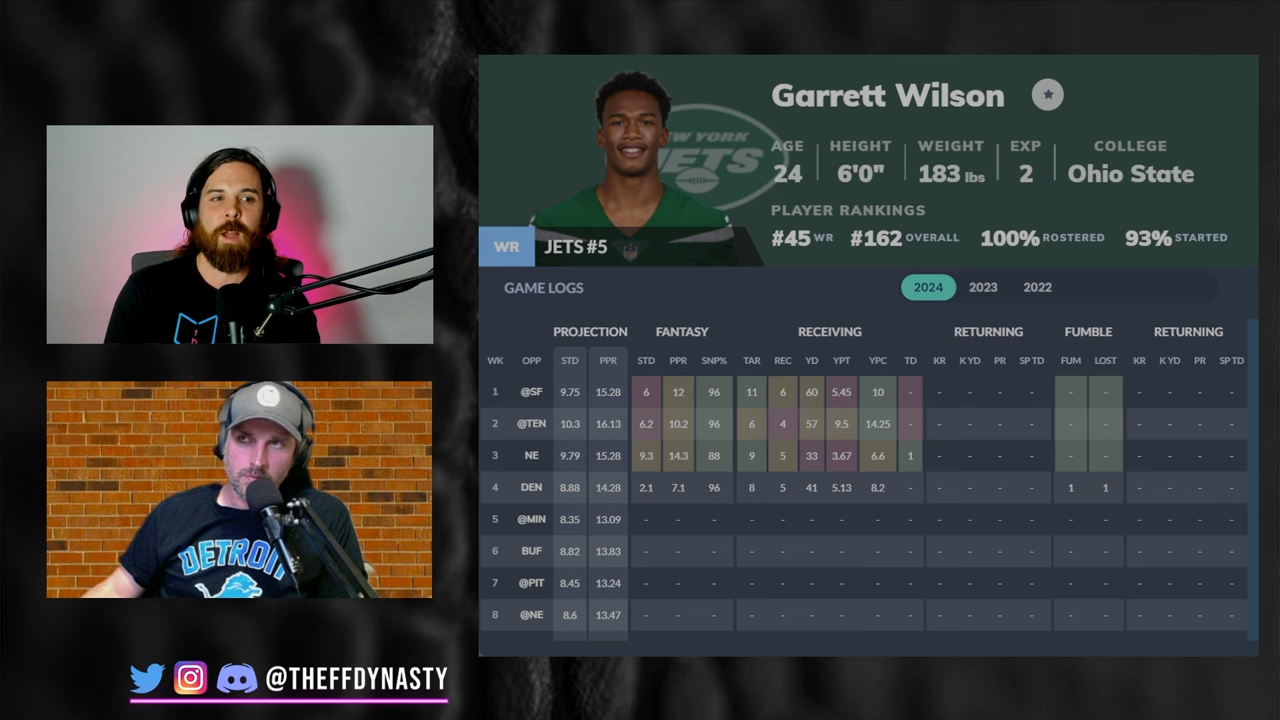 Garrett Wilson
AGE HEIGHT WEIGHT EXP COLLEGE
24 6'0" 183 lbs 2 Ohio State
PLAYER RANKINGS
#45 WR #162 OVERALL 100% ROSTERED 93% STARTED
NEW YORK
JETS
WR JETS #5
GAME LOGS 2024 2023 2022
PROJECTION FANTASY RECEIVING RETURNING FUMBLE RETURNING
WK OPP STD PPR STD PPR SNP% TAR REC YD YPT YPC TD KR K YD PR SP TD FUM LOST KR K YD PR SP TD
1 @SF 9.75 15.28 6 12 96 11 6 60 5.45 10 - - - - - - - - - - -
2 @TEN 10.3 16.13 6.2 10.2 96 6 4 57 9.5 14.25 - - - - - - - - - - -
3 NE 9.79 15.28 9.3 14.3 88 9 5 33 3.67 6.6 1 - - - - - - - - - -
4 DEN 8.88 14.28 2.1 7.1 96 8 5 41 5.13 8.2 - - - - - 1 1 - - - -
5 @MIN 8.35 13.09 - - - - - - - - - - - - - - - - - - -
6 BUF 8.82 13.83 - - - - - - - - - - - - - - - - - - -
7 @PIT 8.45 13.24 - - - - - - - - - - - - - - - - - - -
8 @NE 8.6 13.47 - - - - - - - - - - - - - - - - - - -
DETROIT
@THEFFDYNASTY